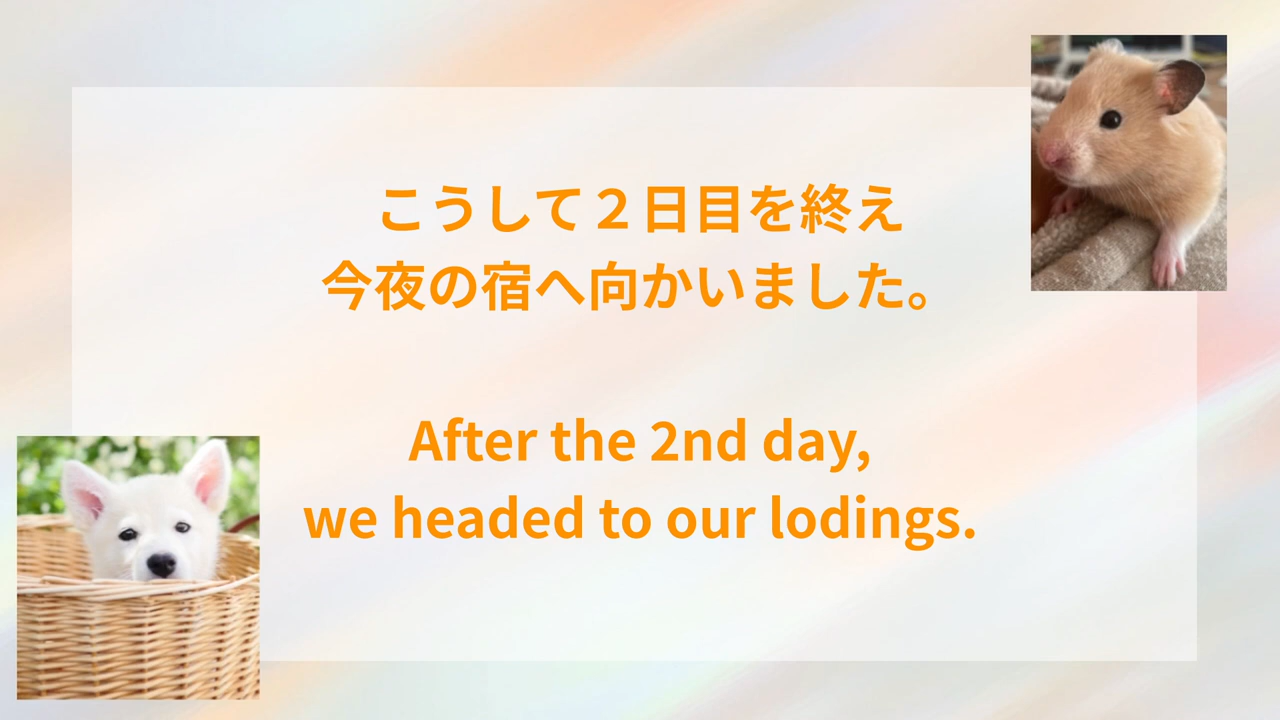 こうして２日目を終え
今夜の宿へ向かいました。
After the 2nd day,
we headed to our lodings.